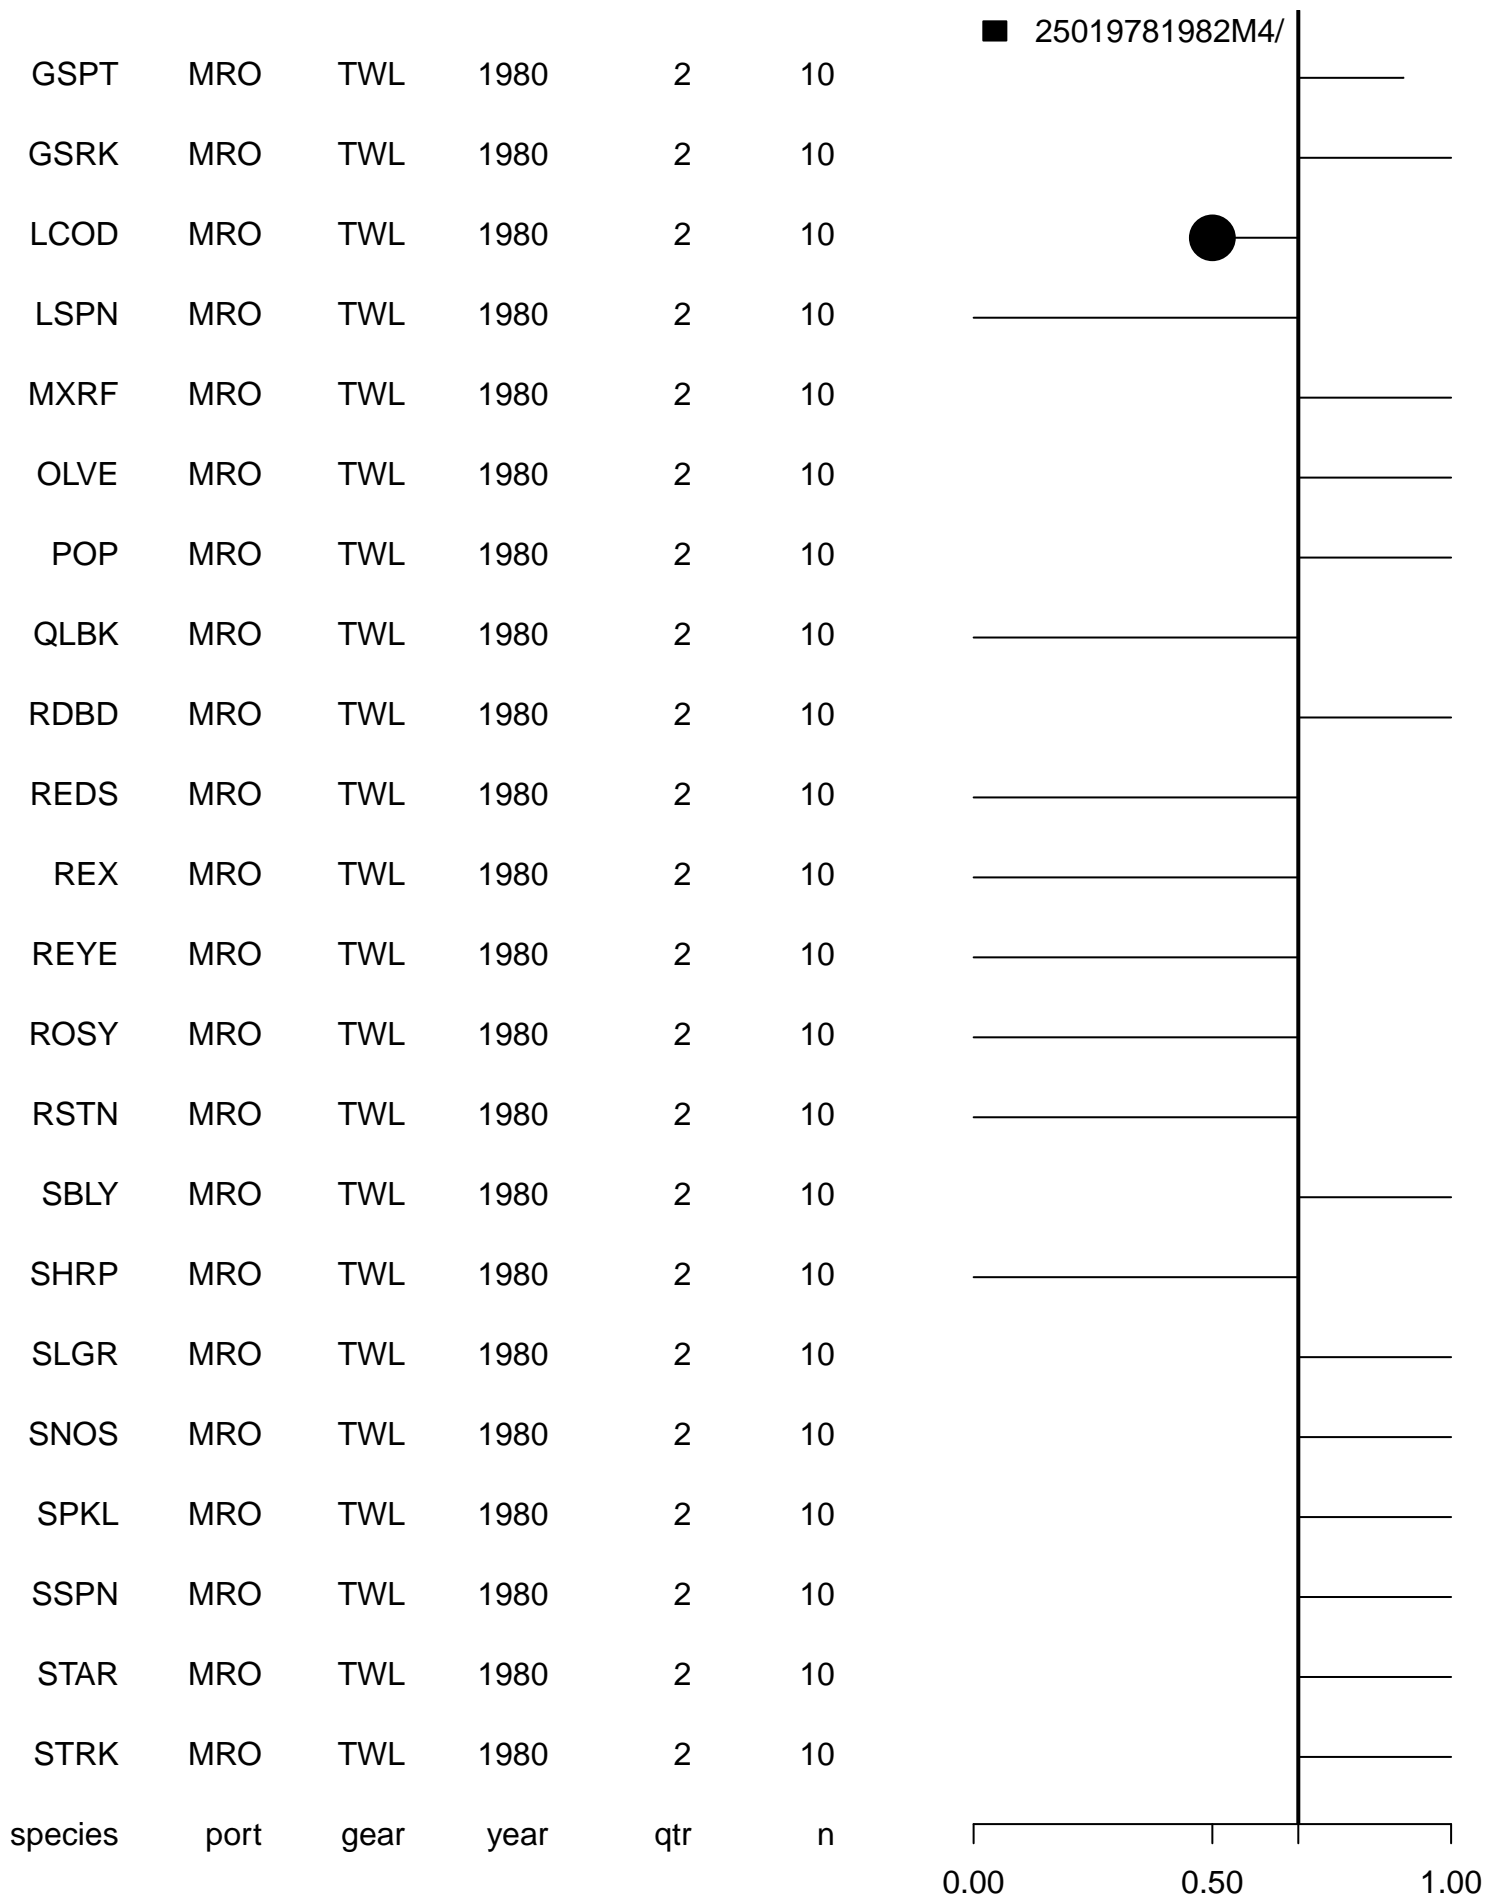 25019781982M4/
GSPT MRO TWL 1980 2 10
GSRK MRO TWL 1980 2 10
LCOD MRO TWL 1980 2 10
LSPN MRO TWL 1980 2 10
MXRF MRO TWL 1980 2 10
OLVE MRO TWL 1980 2 10
POP MRO TWL 1980 2 10
QLBK MRO TWL 1980 2 10
RDBD MRO TWL 1980 2 10
REDS MRO TWL 1980 2 10
REX MRO TWL 1980 2 10
REYE MRO TWL 1980 2 10
ROSY MRO TWL 1980 2 10
RSTN MRO TWL 1980 2 10
SBLY MRO TWL 1980 2 10
SHRP MRO TWL 1980 2 10
SLGR MRO TWL 1980 2 10
SNOS MRO TWL 1980 2 10
SPKL MRO TWL 1980 2 10
SSPN MRO TWL 1980 2 10
STAR MRO TWL 1980 2 10
STRK MRO TWL 1980 2 10
species port gear year qtr n
0.00 0.50 1.00